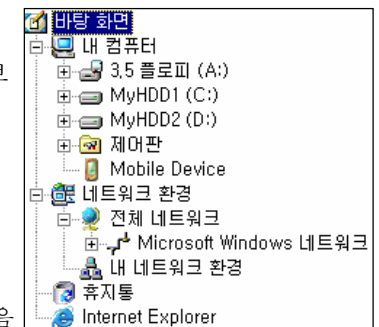 바탕 화면
내 컴퓨터
3,5 플로피 (A:)
MyHDD1 (C:)
MyHDD2 (D:)
제어판
Mobile Device
네트워크 환경
전체 네트워크
Microsoft Windows 네트워크
내 네트워크 환경
휴지통
Internet Explorer